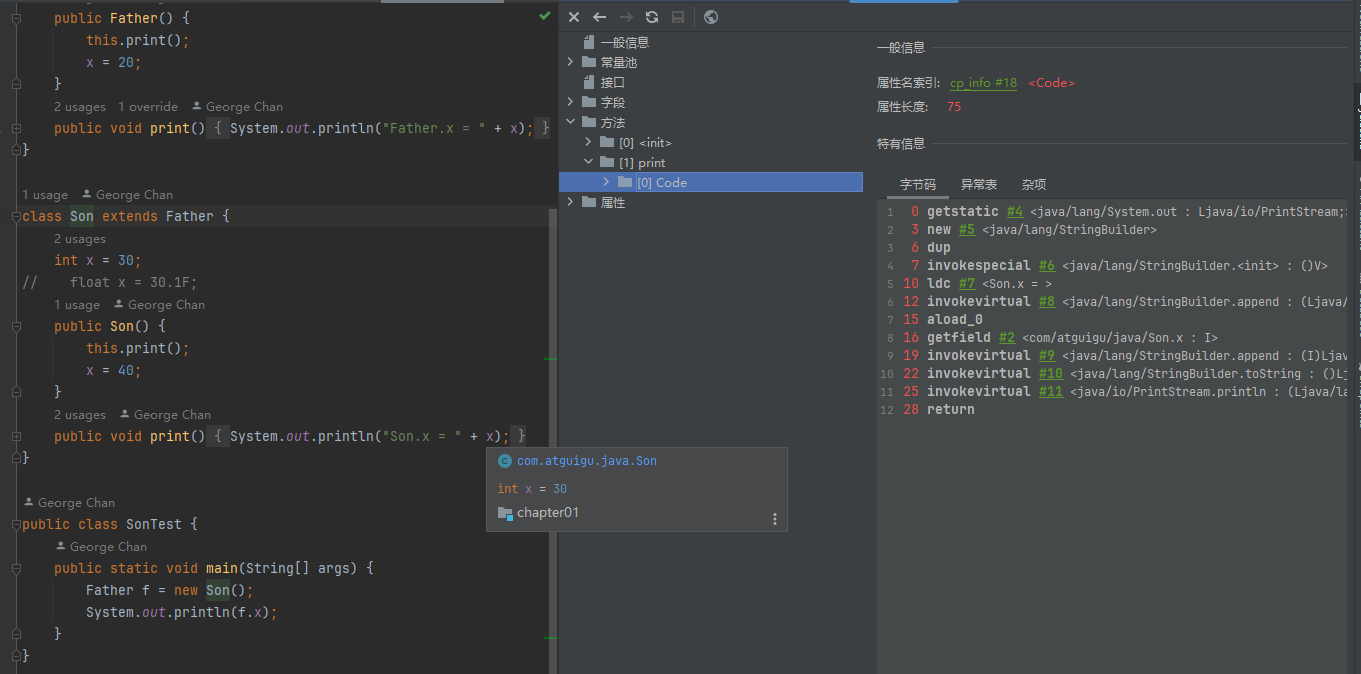 public Father() {
this.print();
x = 20;
}
2 usages 1 override George Chan
public void print() { System.out.println("Father.x = " + x); }
}
1 usage George Chan
class Son extends Father {
2 usages
int x = 30;
// float x = 30.1F;
1 usage George Chan
public Son() {
this.print();
x = 40;
}
2 usages George Chan
public void print() { System.out.println("Son.x = " + x); }
}
George Chan
public class SonTest {
George Chan
public static void main(String[] args) {
Father f = new Son();
System.out.println(f.x);
}
}
com.atguigu.java.Son
int x = 30
chapter01
一般信息
常量池
接口
字段
方法
[0] <init>
[1] print
[0] Code
属性
一般信息
属性名索引: cp_info #18 <Code>
属性长度: 75
特有信息
字节码 异常表 杂项
1 0 getstatic #4 <java/lang/System.out : Ljava/io/PrintStream;
2 3 new #5 <java/lang/StringBuilder>
3 6 dup
4 7 invokespecial #6 <java/lang/StringBuilder.<init> : ()V>
5 10 ldc #7 <Son.x = >
6 12 invokevirtual #8 <java/lang/StringBuilder.append : (Ljava/
7 15 aload_0
8 16 getfield #2 <com/atguigu/java/Son.x : I>
9 19 invokevirtual #9 <java/lang/StringBuilder.append : (I)Ljav
10 22 invokevirtual #10 <java/lang/StringBuilder.toString : ()Lj
11 25 invokevirtual #11 <java/io/PrintStream.println : (Ljava/la
12 28 return